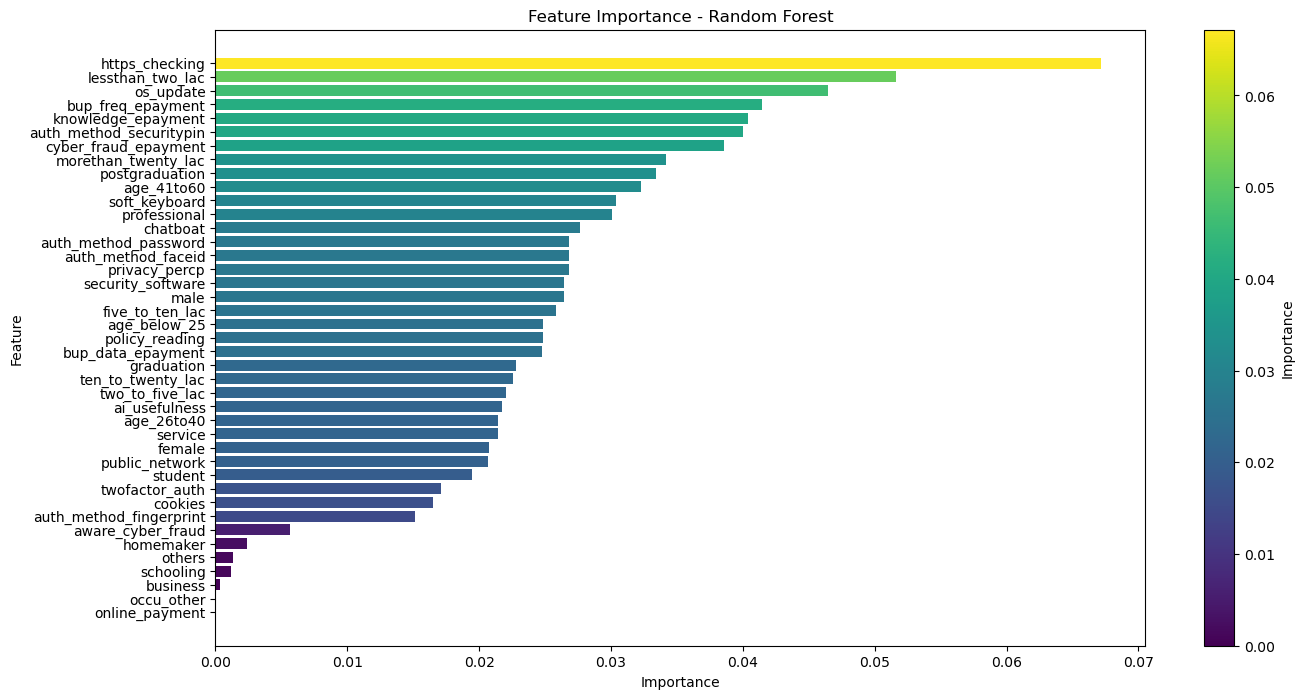 Feature Importance - Random Forest
Feature
https_checking
lessthan_two_lac
os_update
bup_freq_epayment
knowledge_epayment
auth_method_securitypin
cyber_fraud_epayment
morethan_twenty_lac
postgraduation
age_41to60
soft_keyboard
professional
chatboat
auth_method_password
auth_method_faceid
privacy_percp
security_software
male
five_to_ten_lac
age_below_25
policy_reading
bup_data_epayment
graduation
ten_to_twenty_lac
two_to_five_lac
ai_usefulness
age_26to40
service
female
public_network
student
twofactor_auth
cookies
auth_method_fingerprint
aware_cyber_fraud
homemaker
others
schooling
business
occu_other
online_payment
0.00 0.01 0.02 0.03 0.04 0.05 0.06 0.07
Importance
0.06
0.05
0.04
0.03
0.02
0.01
0.00
Importance